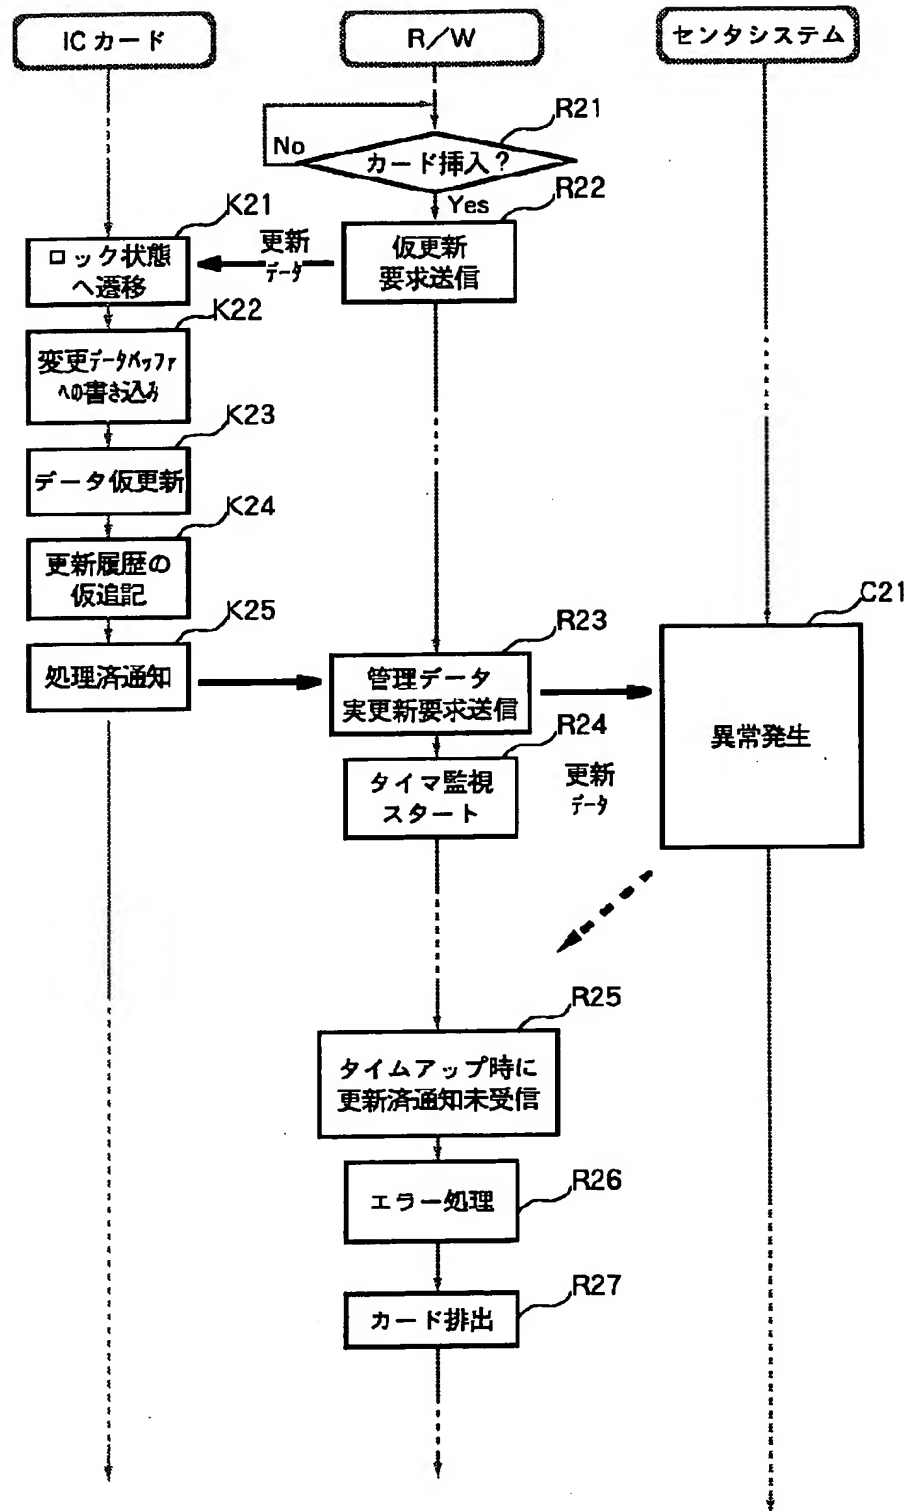 ICカード
R/W
センタシステム
R21
No
カード挿入?
R22
Yes
K21
ロック状態
へ遷移
更新
データ
仮更新
要求送信
K22
変更データバッファ
への書き込み
K23
データ仮更新
K24
更新履歴の
仮追記
K25
処理済通知
R23
管理データ
実更新要求送信
C21
異常発生
R24
タイマ監視
スタート
更新
データ
R25
タイムアップ時に
更新済通知未受信
R26
エラー処理
R27
カード排出